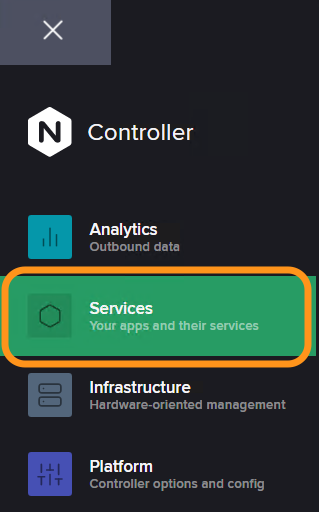 N
Controller
Analytics
Outbound data
Services
Your apps and their services
Infrastructure
Hardware-oriented management
Platform
Controller options and config